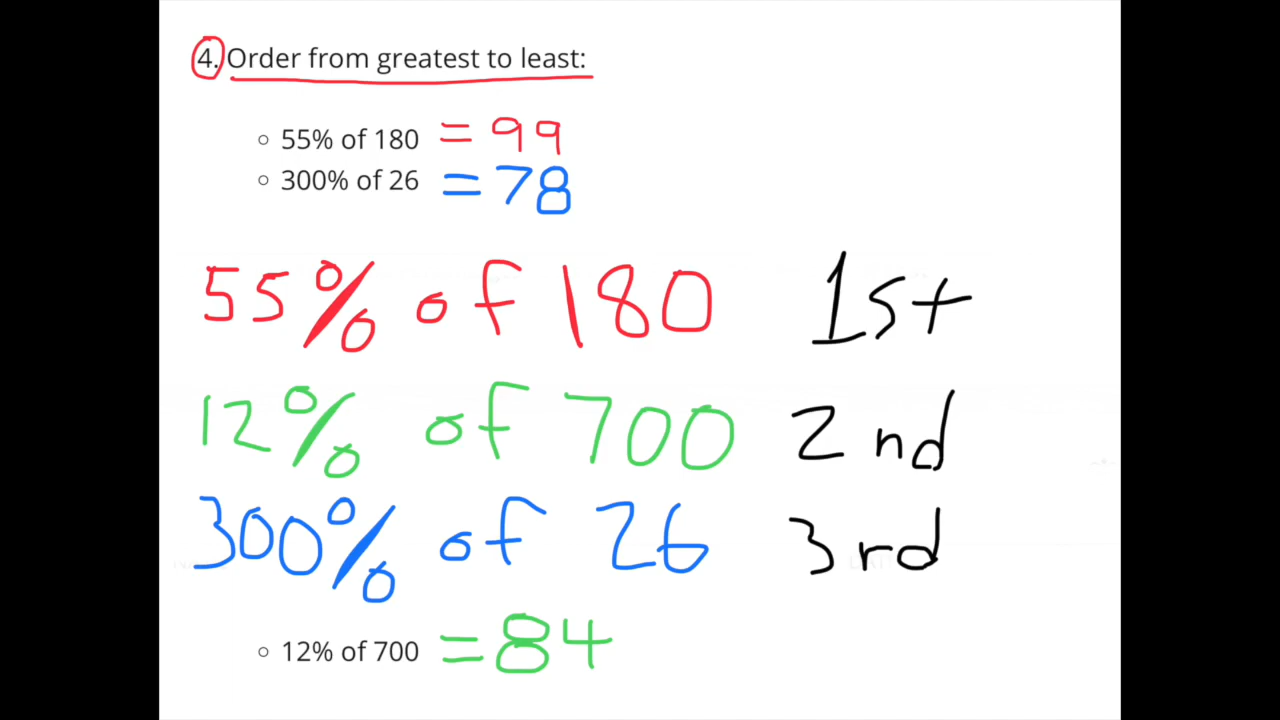 4. Order from greatest to least:
55% of 180 = 99
300% of 26 = 78
55% of 180 1st
12% of 700 2nd
300% of 26 3rd
12% of 700 = 84